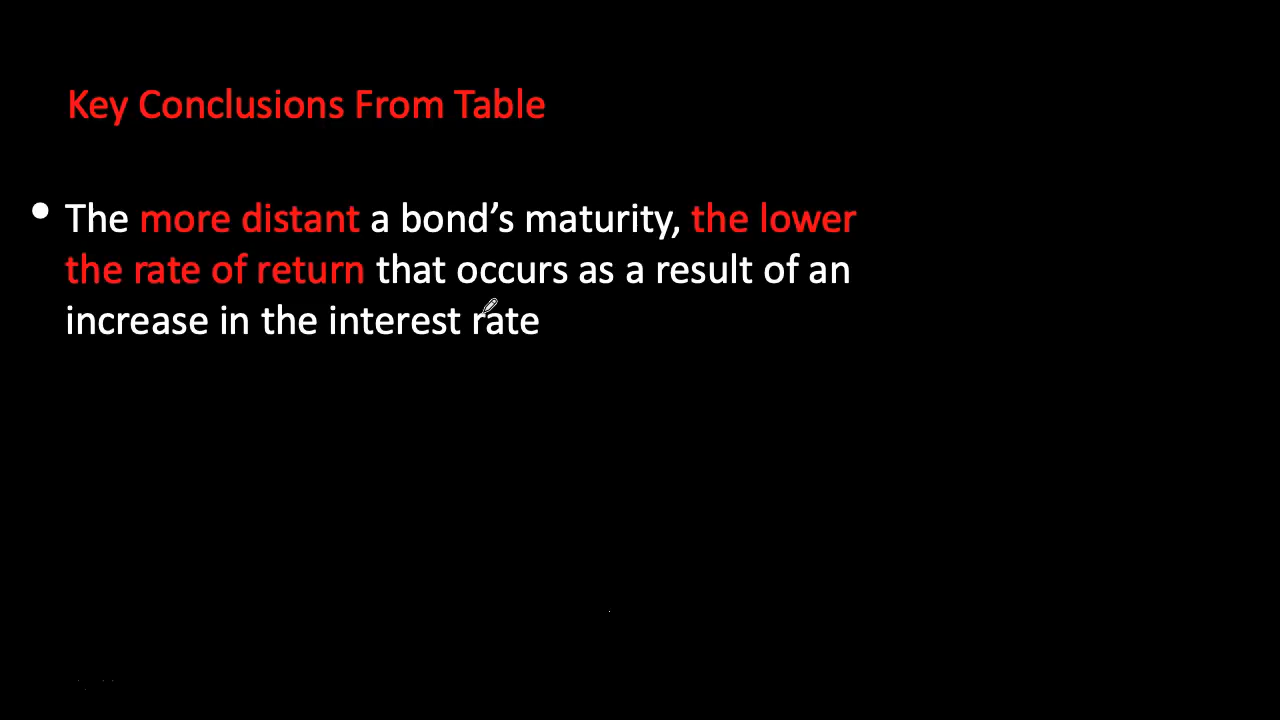 Key Conclusions From Table
• The more distant a bond’s maturity, the lower
the rate of return that occurs as a result of an
increase in the interest rate